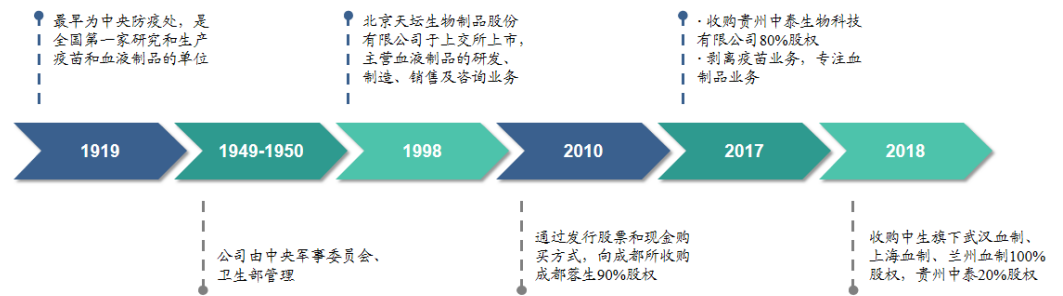 最早为中央防疫处，是
全国第一家研究和生产
疫苗和血液制品的单位
北京天坛生物制品股份
有限公司于上交所上市，
主营血液制品的研发、
制造、销售及咨询业务
· 收购贵州中泰生物科技
有限公司80%股权
· 剥离疫苗业务，专注血
制品业务
1919
1949-1950
1998
2010
2017
2018
公司由中央军事委员会、
卫生部管理
通过发行股票和现金购
买方式，向成都所收购
成都蓉生90%股权
收购中生旗下武汉血制、
上海血制、兰州血制100%
股权，贵州中泰20%股权